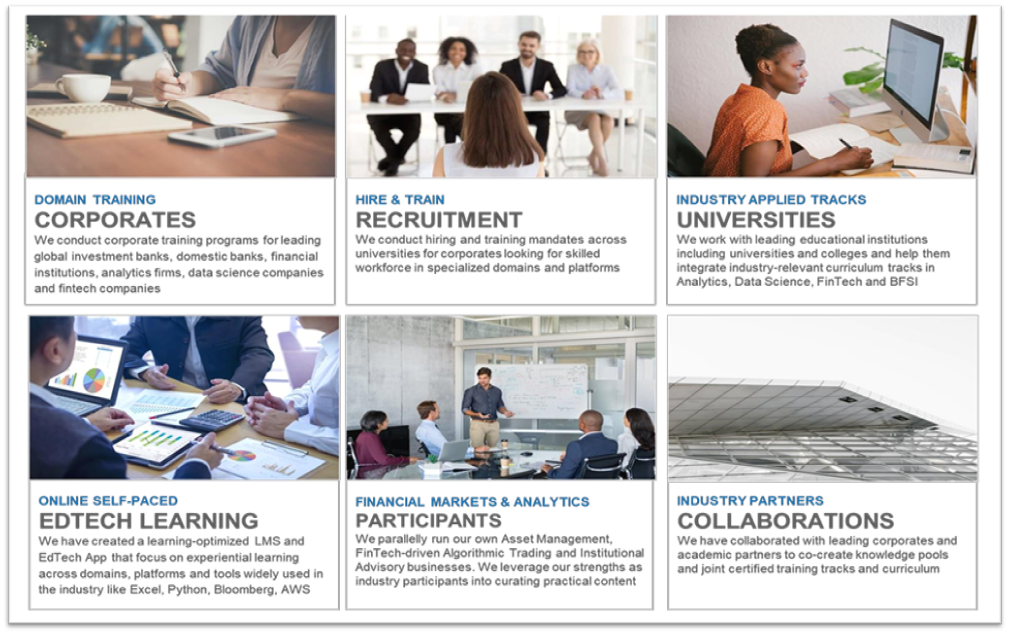 DOMAIN TRAINING
CORPORATES
We conduct corporate training programs for leading
global investment banks, domestic banks, financial
institutions, analytics firms, data science companies
and fintech companies
HIRE & TRAIN
RECRUITMENT
We conduct hiring and training mandates across
universities for corporates looking for skilled
workforce in specialized domains and platforms
INDUSTRY APPLIED TRACKS
UNIVERSITIES
We work with leading educational institutions
including universities and colleges and help them
integrate industry-relevant curriculum tracks in
Analytics, Data Science, FinTech and BFSI
ONLINE SELF-PACED
EDTECH LEARNING
We have created a learning-optimized LMS and
EdTech App that focus on experiential learning
across domains, platforms and tools widely used in
the industry like Excel, Python, Bloomberg, AWS
FINANCIAL MARKETS & ANALYTICS
PARTICIPANTS
We parallelly run our own Asset Management,
FinTech-driven Algorithmic Trading and Institutional
Advisory businesses. We leverage our strengths as
industry participants into curating practical content
INDUSTRY PARTNERS
COLLABORATIONS
We have collaborated with leading corporates and
academic partners to co-create knowledge pools
and joint certified training tracks and curriculum